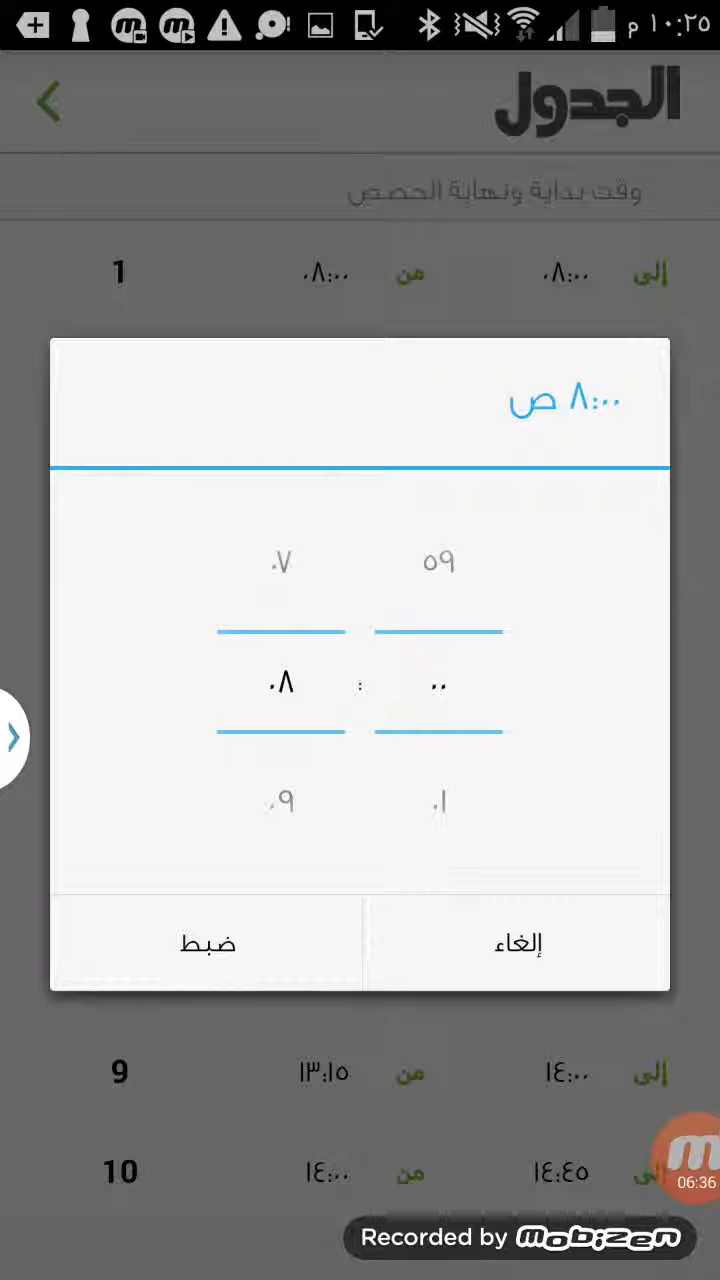 ١٠:٢٥ م
الجدول
وقت بداية ونهاية الحصص
1 ٠٨:٠٠ من ٠٨:٠٠ إلى
٨:٠٠ ص
٠٧ ٥٩
٠٨ : ٠٠
٠٩ ٠١
ضبط إلغاء
9 ١٣:١٥ من ١٤:٠٠ إلى
10 ١٤:٠٠ من ١٤:٤٥ إلى
06:36
Recorded by mobizen